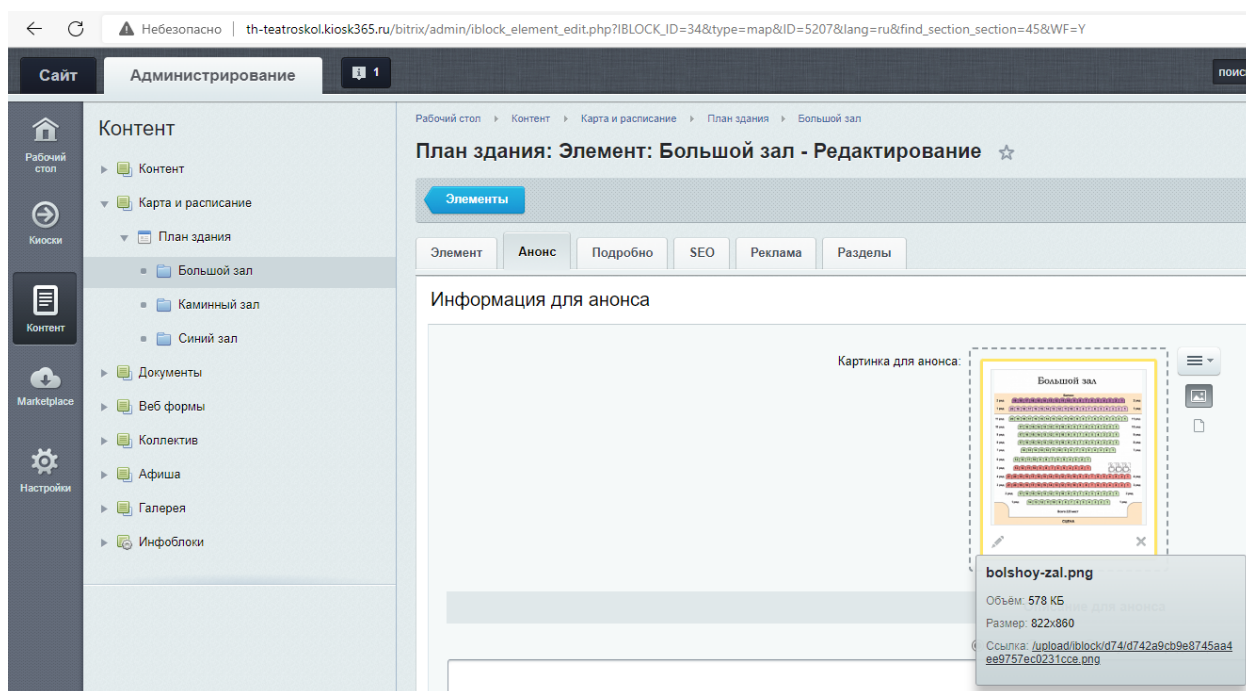 Небезопасно | th-teatroskol.kiosk365.ru/bitrix/admin/iblock_element_edit.php?IBLOCK_ID=34&type=map&ID=5207&lang=ru&find_section_section=45&WF=Y
Сайт
Администрирование
1
поис
Рабочий
стол
Киоски
Контент
Marketplace
Настройки
Контент
Контент
Карта и расписание
План здания
Большой зал
Каминный зал
Синий зал
Документы
Веб формы
Коллектив
Афиша
Галерея
Инфоблоки
Рабочий стол Контент Карта и расписание План здания Большой зал
План здания: Элемент: Большой зал - Редактирование
Элементы
Элемент Анонс Подробно SEO Реклама Разделы
Информация для анонса
Картинка для анонса:
Большой зал
bolshoy-zal.png
Объём: 578 КБ
Размер: 822x860
Ссылка: /upload/iblock/d74/d742a9cb9e8745aa4
ee9757ec0231cce.png